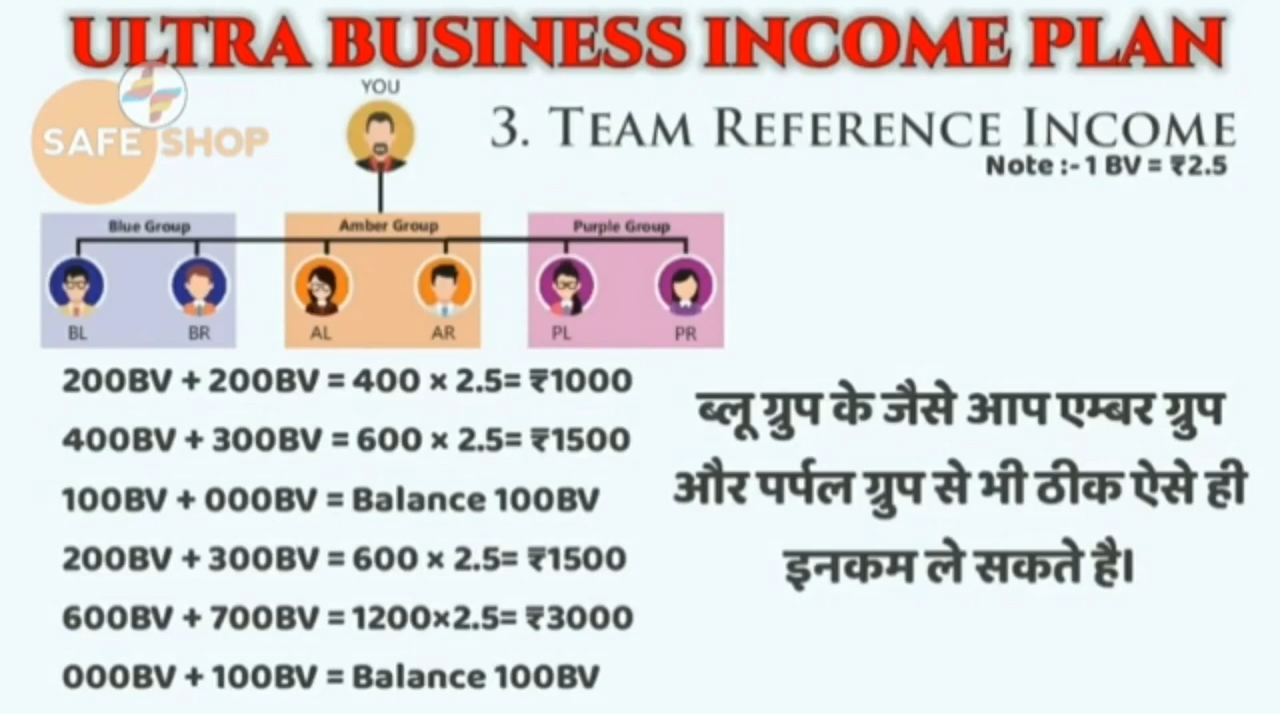 ULTRA BUSINESS INCOME PLAN
SAFE SHOP
YOU
3. TEAM REFERENCE INCOME
Note :- 1 BV = ₹2.5
Blue Group
Amber Group
Purple Group
BL
BR
AL
AR
PL
PR
200BV + 200BV = 400 × 2.5= ₹1000
400BV + 300BV = 600 × 2.5= ₹1500
100BV + 000BV = Balance 100BV
200BV + 300BV = 600 × 2.5= ₹1500
600BV + 700BV = 1200×2.5= ₹3000
000BV + 100BV = Balance 100BV
ब्लू ग्रुप के जैसे आप एम्बर ग्रुप
और पर्पल ग्रुप से भी ठीक ऐसे ही
इनकम ले सकते है।